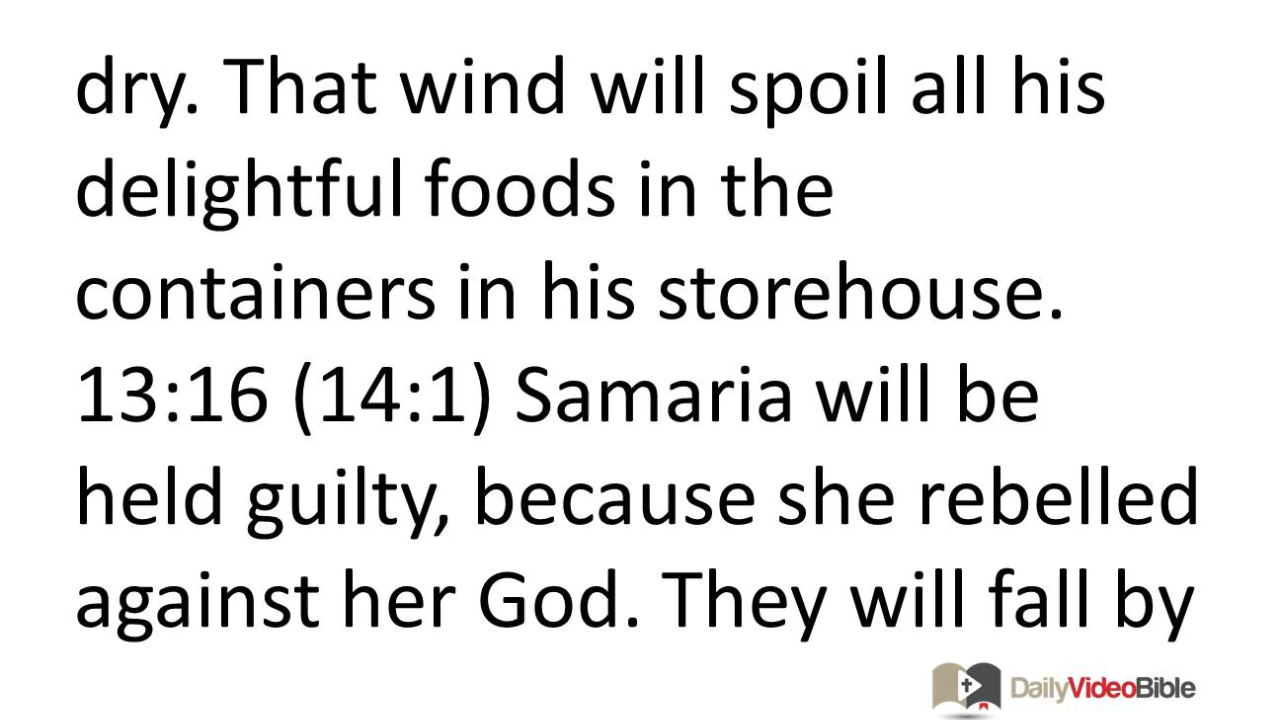 dry. That wind will spoil all his
delightful foods in the
containers in his storehouse.
13:16 (14:1) Samaria will be
held guilty, because she rebelled
against her God. They will fall by
DailyVideoBible